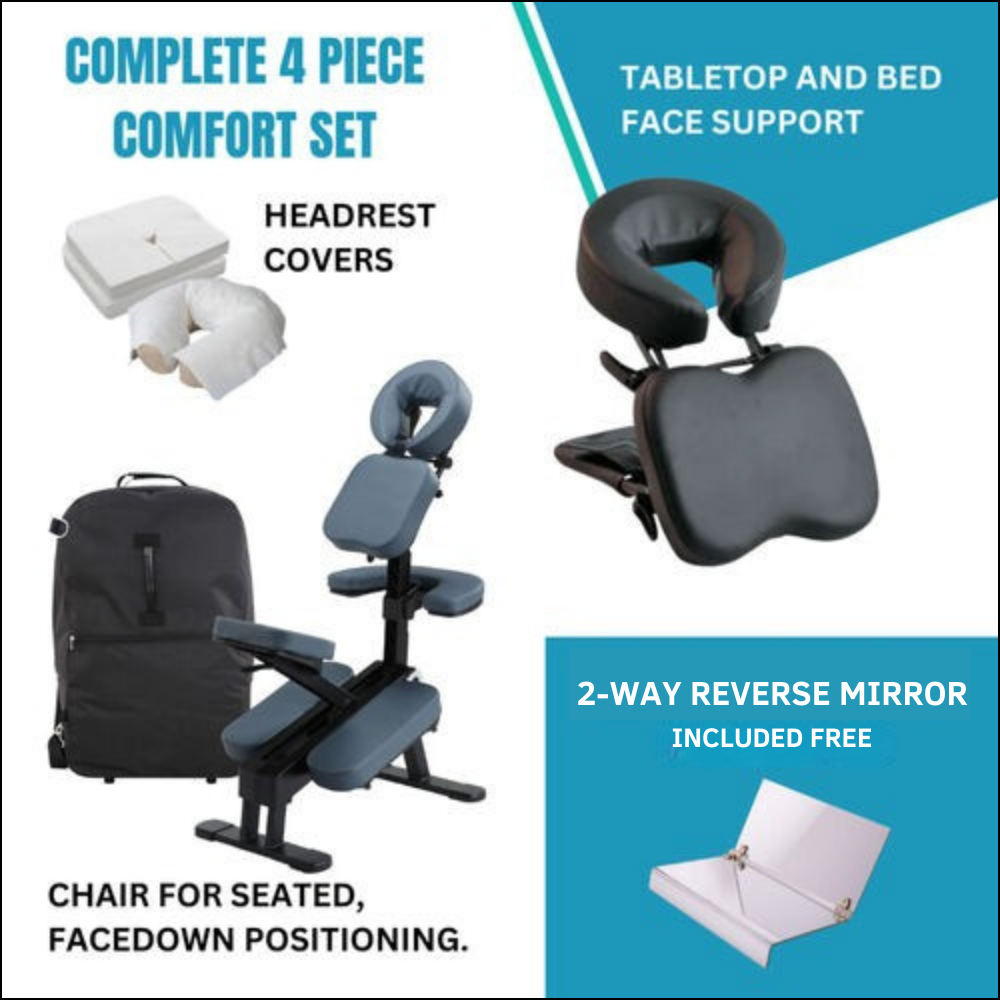 COMPLETE 4 PIECE
COMFORT SET
TABLETOP AND BED
FACE SUPPORT
HEADREST
COVERS
2-WAY REVERSE MIRROR
INCLUDED FREE
CHAIR FOR SEATED,
FACEDOWN POSITIONING.